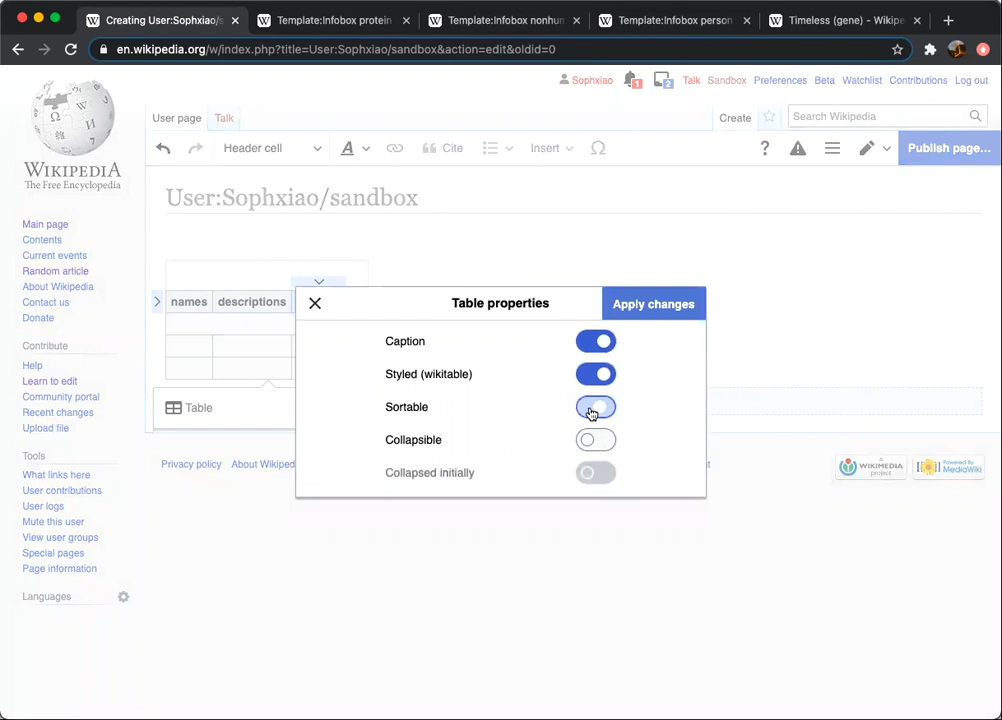 Creating User:Sophxiao/s
Template:Infobox protein
Template:Infobox nonhum
Template:Infobox person
Timeless (gene) - Wikipe
en.wikipedia.org/w/index.php?title=User:Sophxiao/sandbox&action=edit&oldid=0
Sophxiao 1 2 Talk Sandbox Preferences Beta Watchlist Contributions Log out
User page Talk Create Search Wikipedia
Header cell A Cite Insert Ω ? Publish page...
WIKIPEDIA
The Free Encyclopedia
User:Sophxiao/sandbox
Main page
Contents
Current events
Random article
About Wikipedia
Contact us
Donate
Contribute
Help
Learn to edit
Community portal
Recent changes
Upload file
Tools
What links here
User contributions
User logs
Mute this user
View user groups
Special pages
Page information
Languages
names descriptions
Table
Table properties
Apply changes
Caption
Styled (wikitable)
Sortable
Collapsible
Collapsed initially
Privacy policy About Wikiped
A
WIKIMEDIA
project
Powered By
MediaWiki